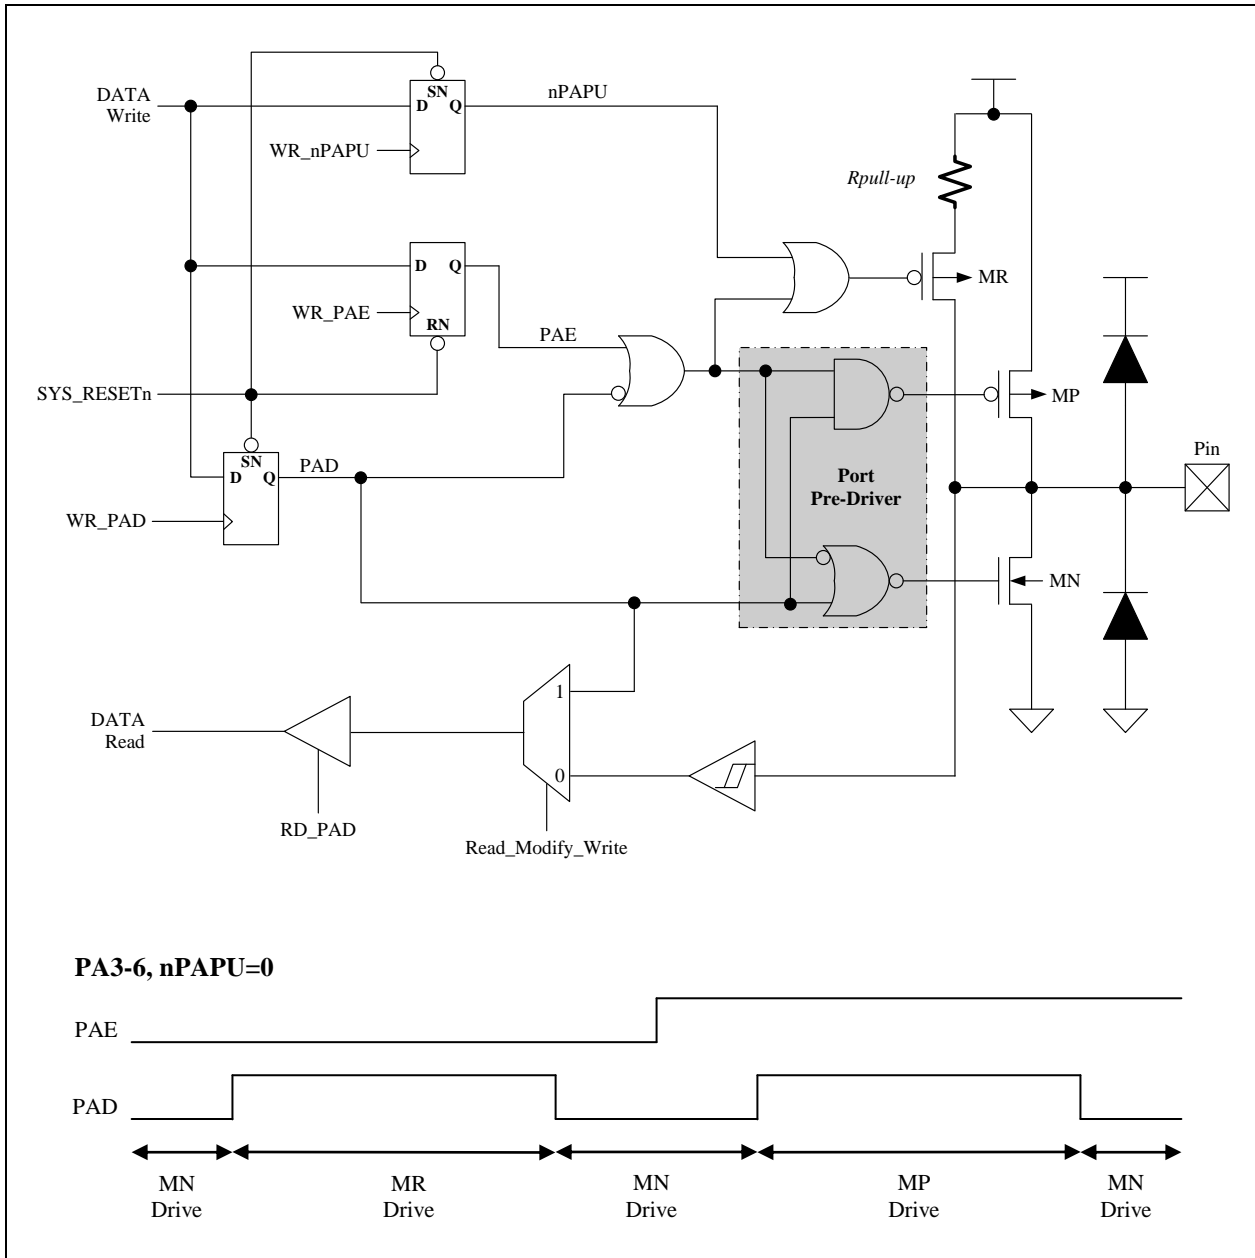 SN
DATA
Write
D
Q
nPAPU
WR_nPAPU
Rpull-up
D
Q
MR
WR_PAE
RN
PAE
SYS_RESETn
MP
SN
PAD
D
Q
Pin
Port
Pre-Driver
WR_PAD
MN
1
DATA
Read
0
RD_PAD
Read_Modify_Write
PA3-6, nPAPU=0
PAE
PAD
MN
Drive
MR
Drive
MN
Drive
MP
Drive
MN
Drive